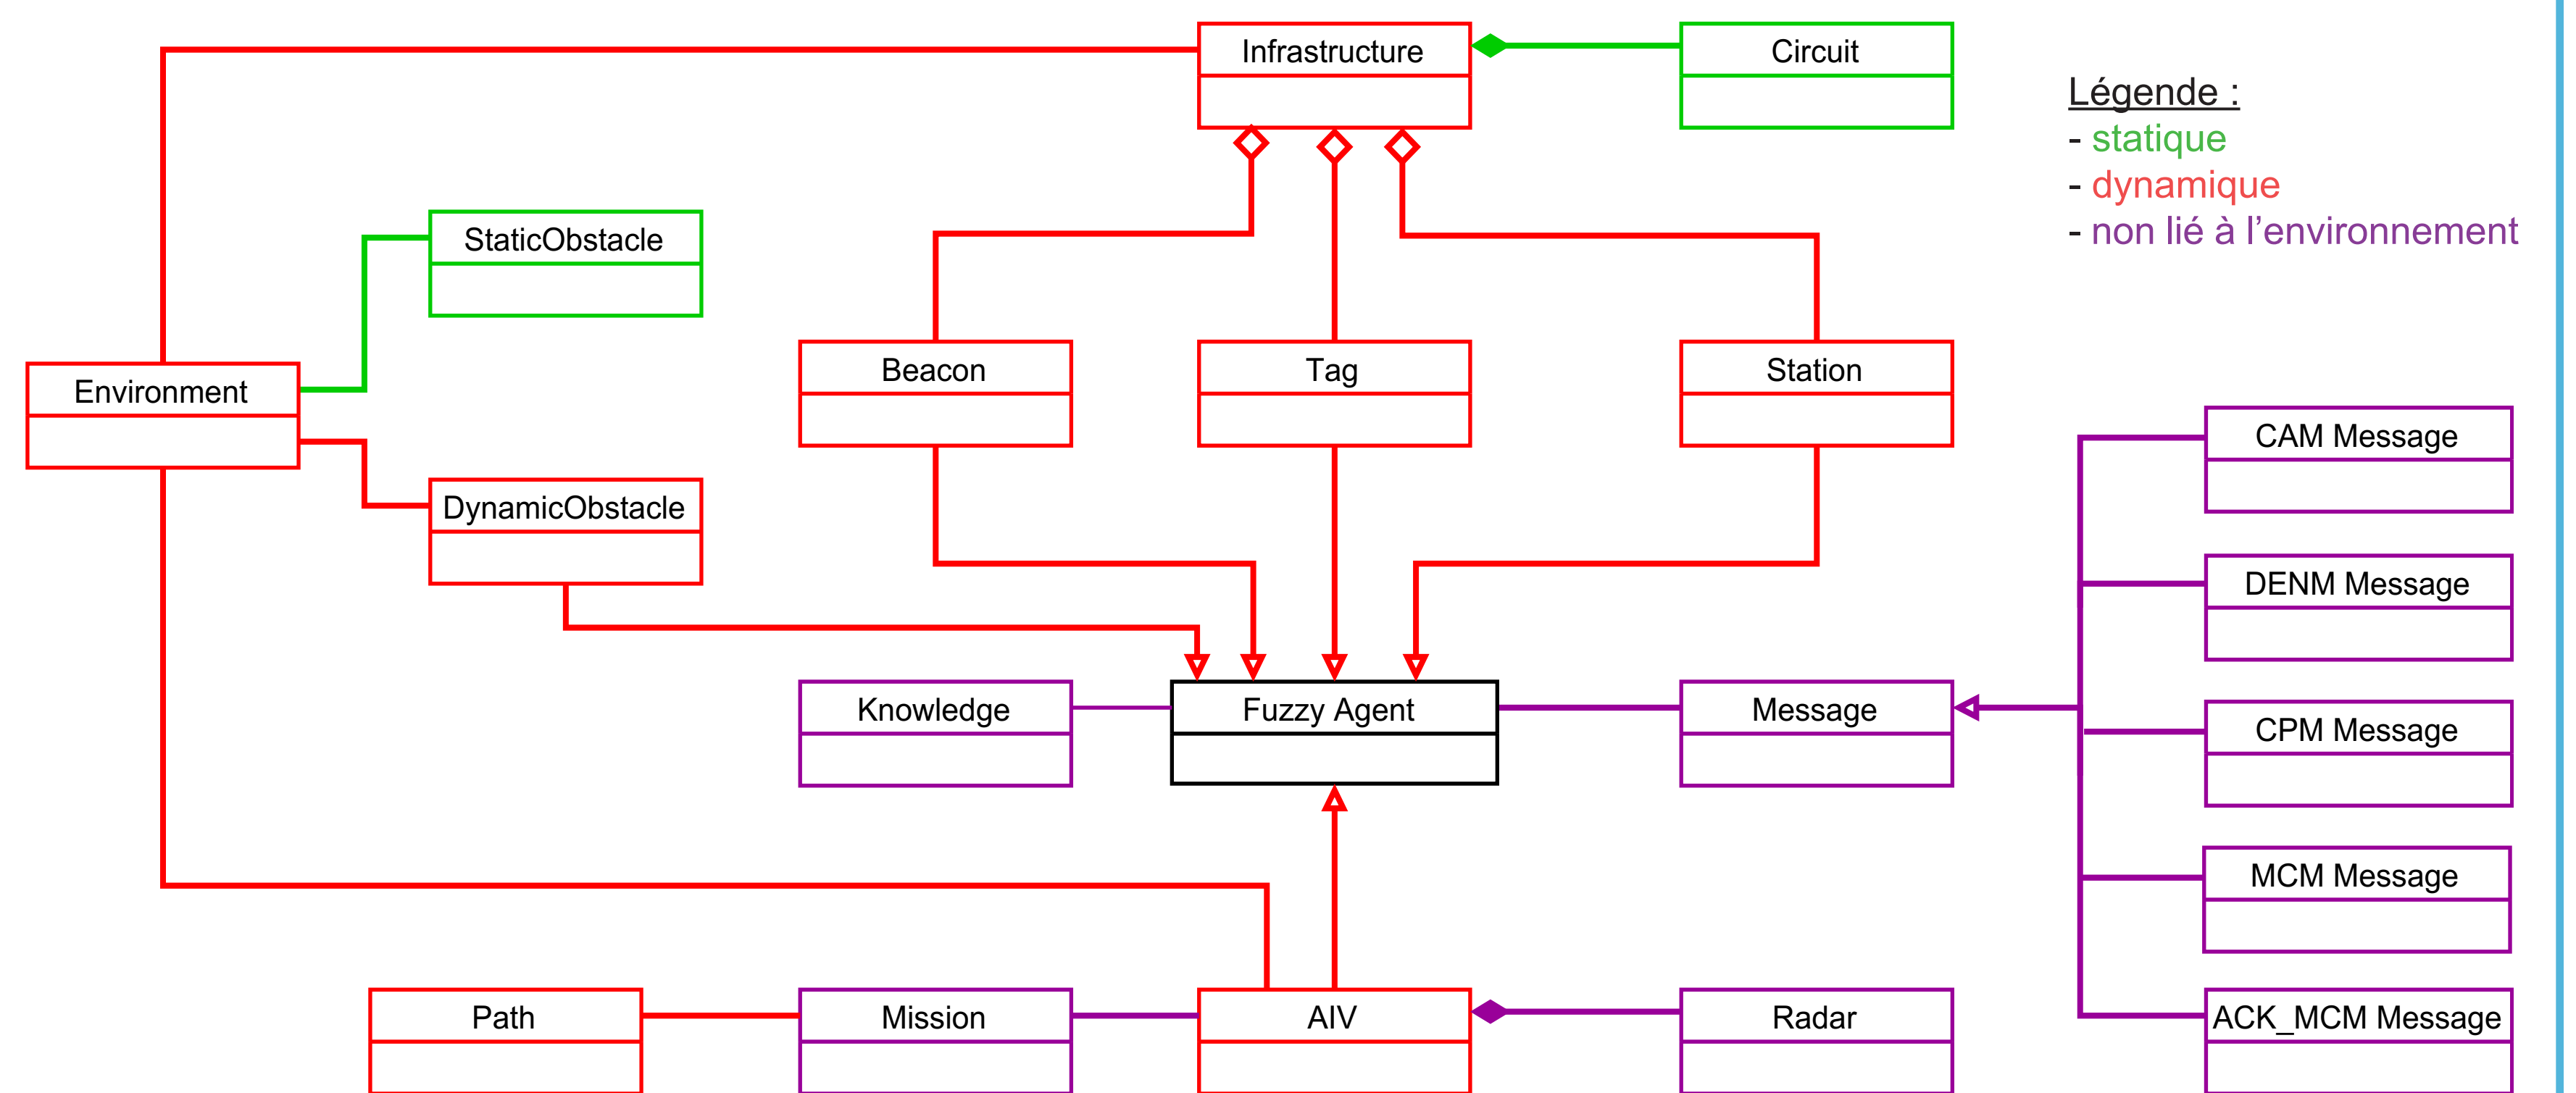 Infrastructure
Circuit
Légende :
- statique
- dynamique
- non lié à l’environnement
StaticObstacle
Environment
Beacon
Tag
Station
DynamicObstacle
CAM Message
DENM Message
Knowledge
Fuzzy Agent
Message
CPM Message
MCM Message
Path
Mission
AIV
Radar
ACK_MCM Message